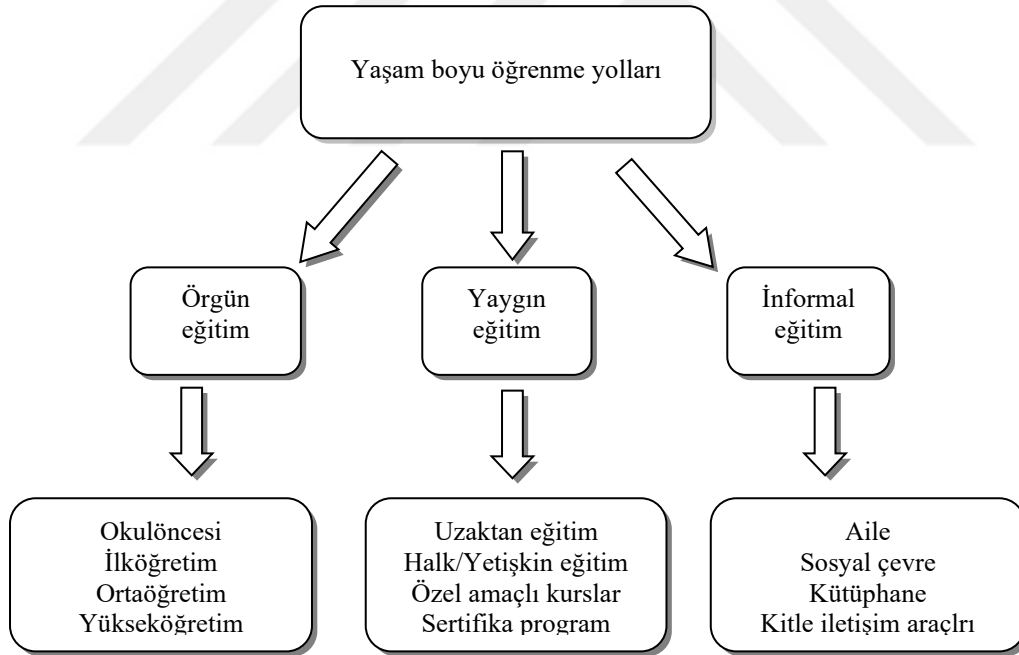 Yaşam boyu öğrenme yolları
Örgün
eğitim
Yaygın
eğitim
İnformal
eğitim
Okulöncesi
İlköğretim
Ortaöğretim
Yükseköğretim
Uzaktan eğitim
Halk/Yetişkin eğitim
Özel amaçlı kurslar
Sertifika program
Aile
Sosyal çevre
Kütüphane
Kitle iletişim araçlrı